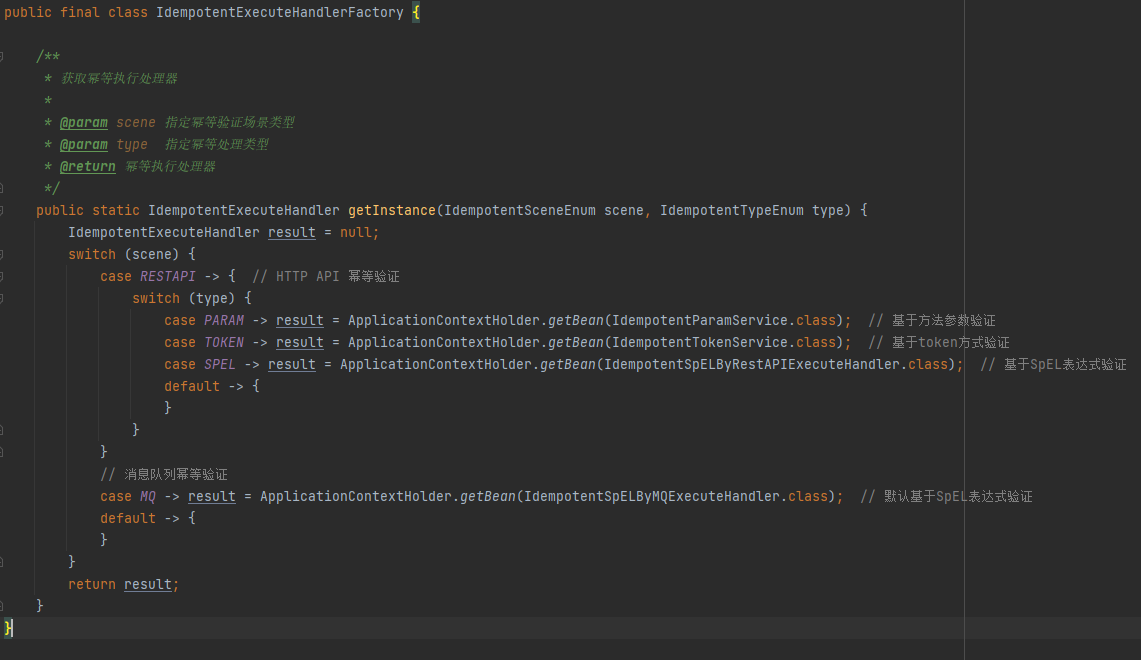 public final class IdempotentExecuteHandlerFactory {
/**
* 获取幂等执行处理器
*
* @param scene 指定幂等验证场景类型
* @param type  指定幂等处理类型
* @return 幂等执行处理器
*/
public static IdempotentExecuteHandler getInstance(IdempotentSceneEnum scene, IdempotentTypeEnum type) {
IdempotentExecuteHandler result = null;
switch (scene) {
case RESTAPI -> {  // HTTP API 幂等验证
switch (type) {
case PARAM -> result = ApplicationContextHolder.getBean(IdempotentParamService.class);  // 基于方法参数验证
case TOKEN -> result = ApplicationContextHolder.getBean(IdempotentTokenService.class);  // 基于token方式验证
case SPEL -> result = ApplicationContextHolder.getBean(IdempotentSpELByRestAPIExecuteHandler.class);  // 基于SpEL表达式验证
default -> {
}
}
}
// 消息队列幂等验证
case MQ -> result = ApplicationContextHolder.getBean(IdempotentSpELByMQExecuteHandler.class);  // 默认基于SpEL表达式验证
default -> {
}
}
return result;
}
}